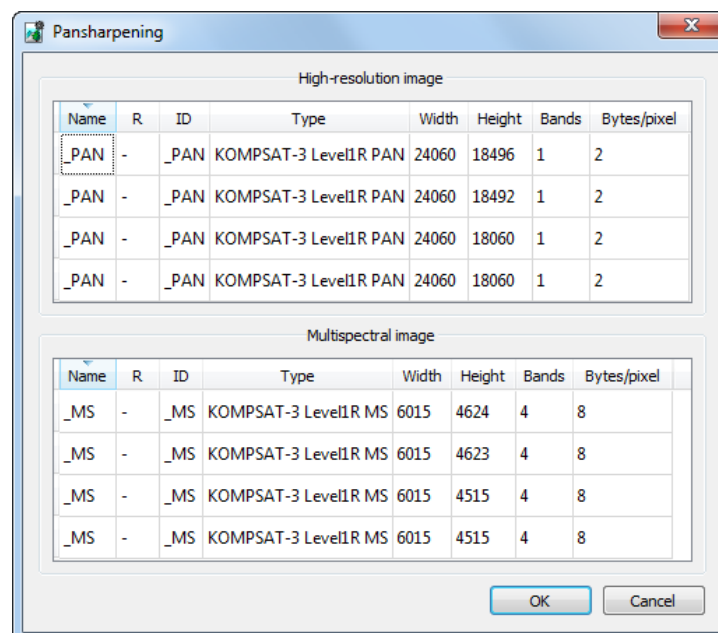 Pansharpening
High-resolution image
Name R ID Type Width Height Bands Bytes/pixel
_PAN - _PAN KOMPSAT-3 Level1R PAN 24060 18496 1 2
_PAN - _PAN KOMPSAT-3 Level1R PAN 24060 18492 1 2
_PAN - _PAN KOMPSAT-3 Level1R PAN 24060 18060 1 2
_PAN - _PAN KOMPSAT-3 Level1R PAN 24060 18060 1 2
Multispectral image
Name R ID Type Width Height Bands Bytes/pixel
_MS - _MS KOMPSAT-3 Level1R MS 6015 4624 4 8
_MS - _MS KOMPSAT-3 Level1R MS 6015 4623 4 8
_MS - _MS KOMPSAT-3 Level1R MS 6015 4515 4 8
_MS - _MS KOMPSAT-3 Level1R MS 6015 4515 4 8
OK Cancel